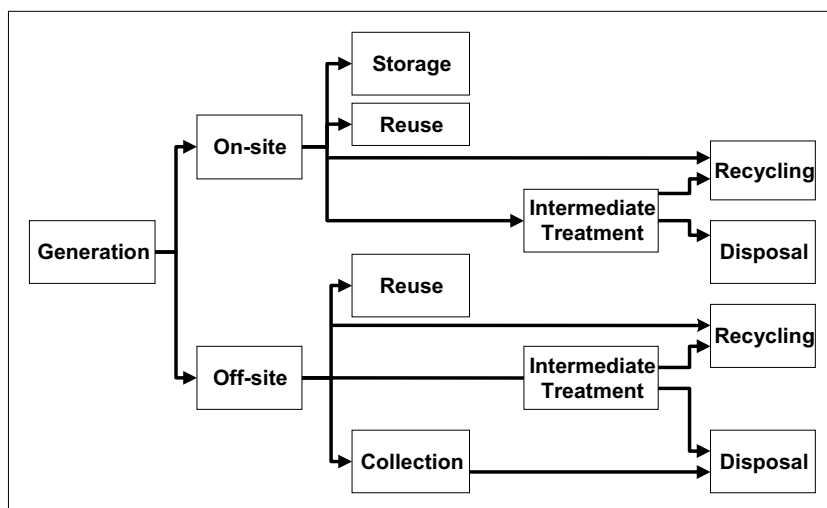 Storage
Reuse
On-site
Recycling
Intermediate
Treatment
Generation
Disposal
Reuse
Recycling
Off-site
Intermediate
Treatment
Collection
Disposal